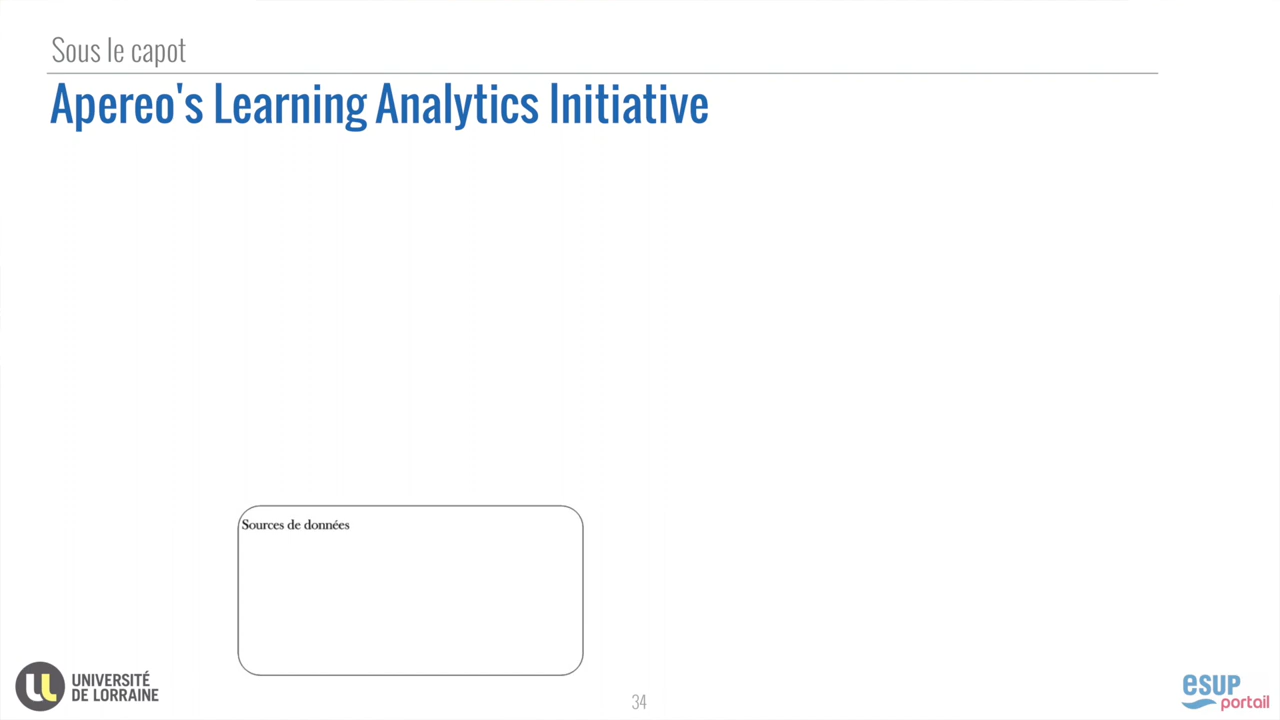 Sous le capot
Apereo's Learning Analytics Initiative
Sources de données
UNIVERSITÉ
DE LORRAINE
34
esup
portail